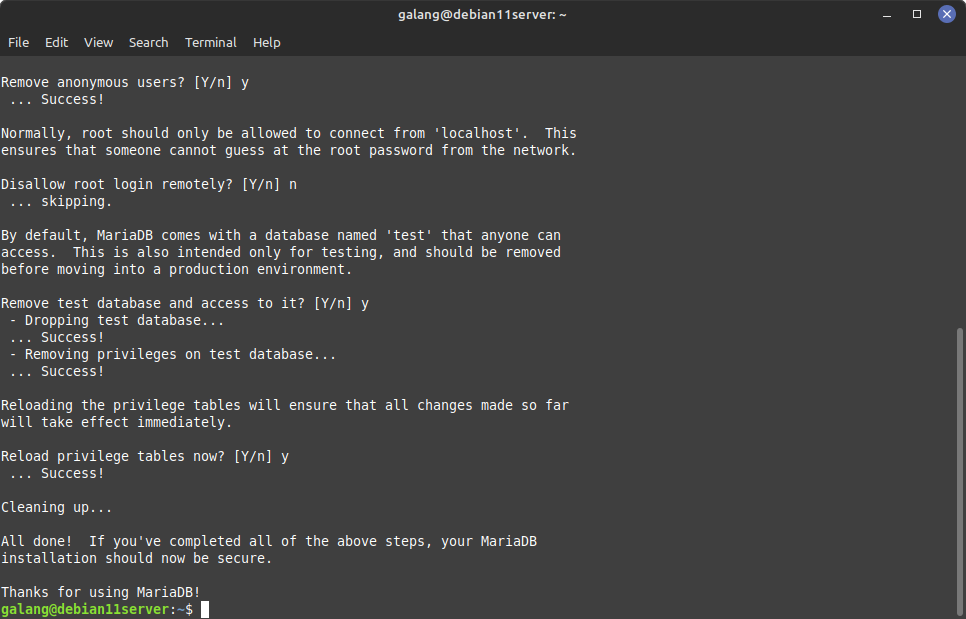 galang@debian11server: ~
File Edit View Search Terminal Help
Remove anonymous users? [Y/n] y
 ... Success!
Normally, root should only be allowed to connect from 'localhost'.  This
ensures that someone cannot guess at the root password from the network.
Disallow root login remotely? [Y/n] n
 ... skipping.
By default, MariaDB comes with a database named 'test' that anyone can
access.  This is also intended only for testing, and should be removed
before moving into a production environment.
Remove test database and access to it? [Y/n] y
 - Dropping test database...
 ... Success!
 - Removing privileges on test database...
 ... Success!
Reloading the privilege tables will ensure that all changes made so far
will take effect immediately.
Reload privilege tables now? [Y/n] y
 ... Success!
Cleaning up...
All done!  If you've completed all of the above steps, your MariaDB
installation should now be secure.
Thanks for using MariaDB!
galang@debian11server:~$